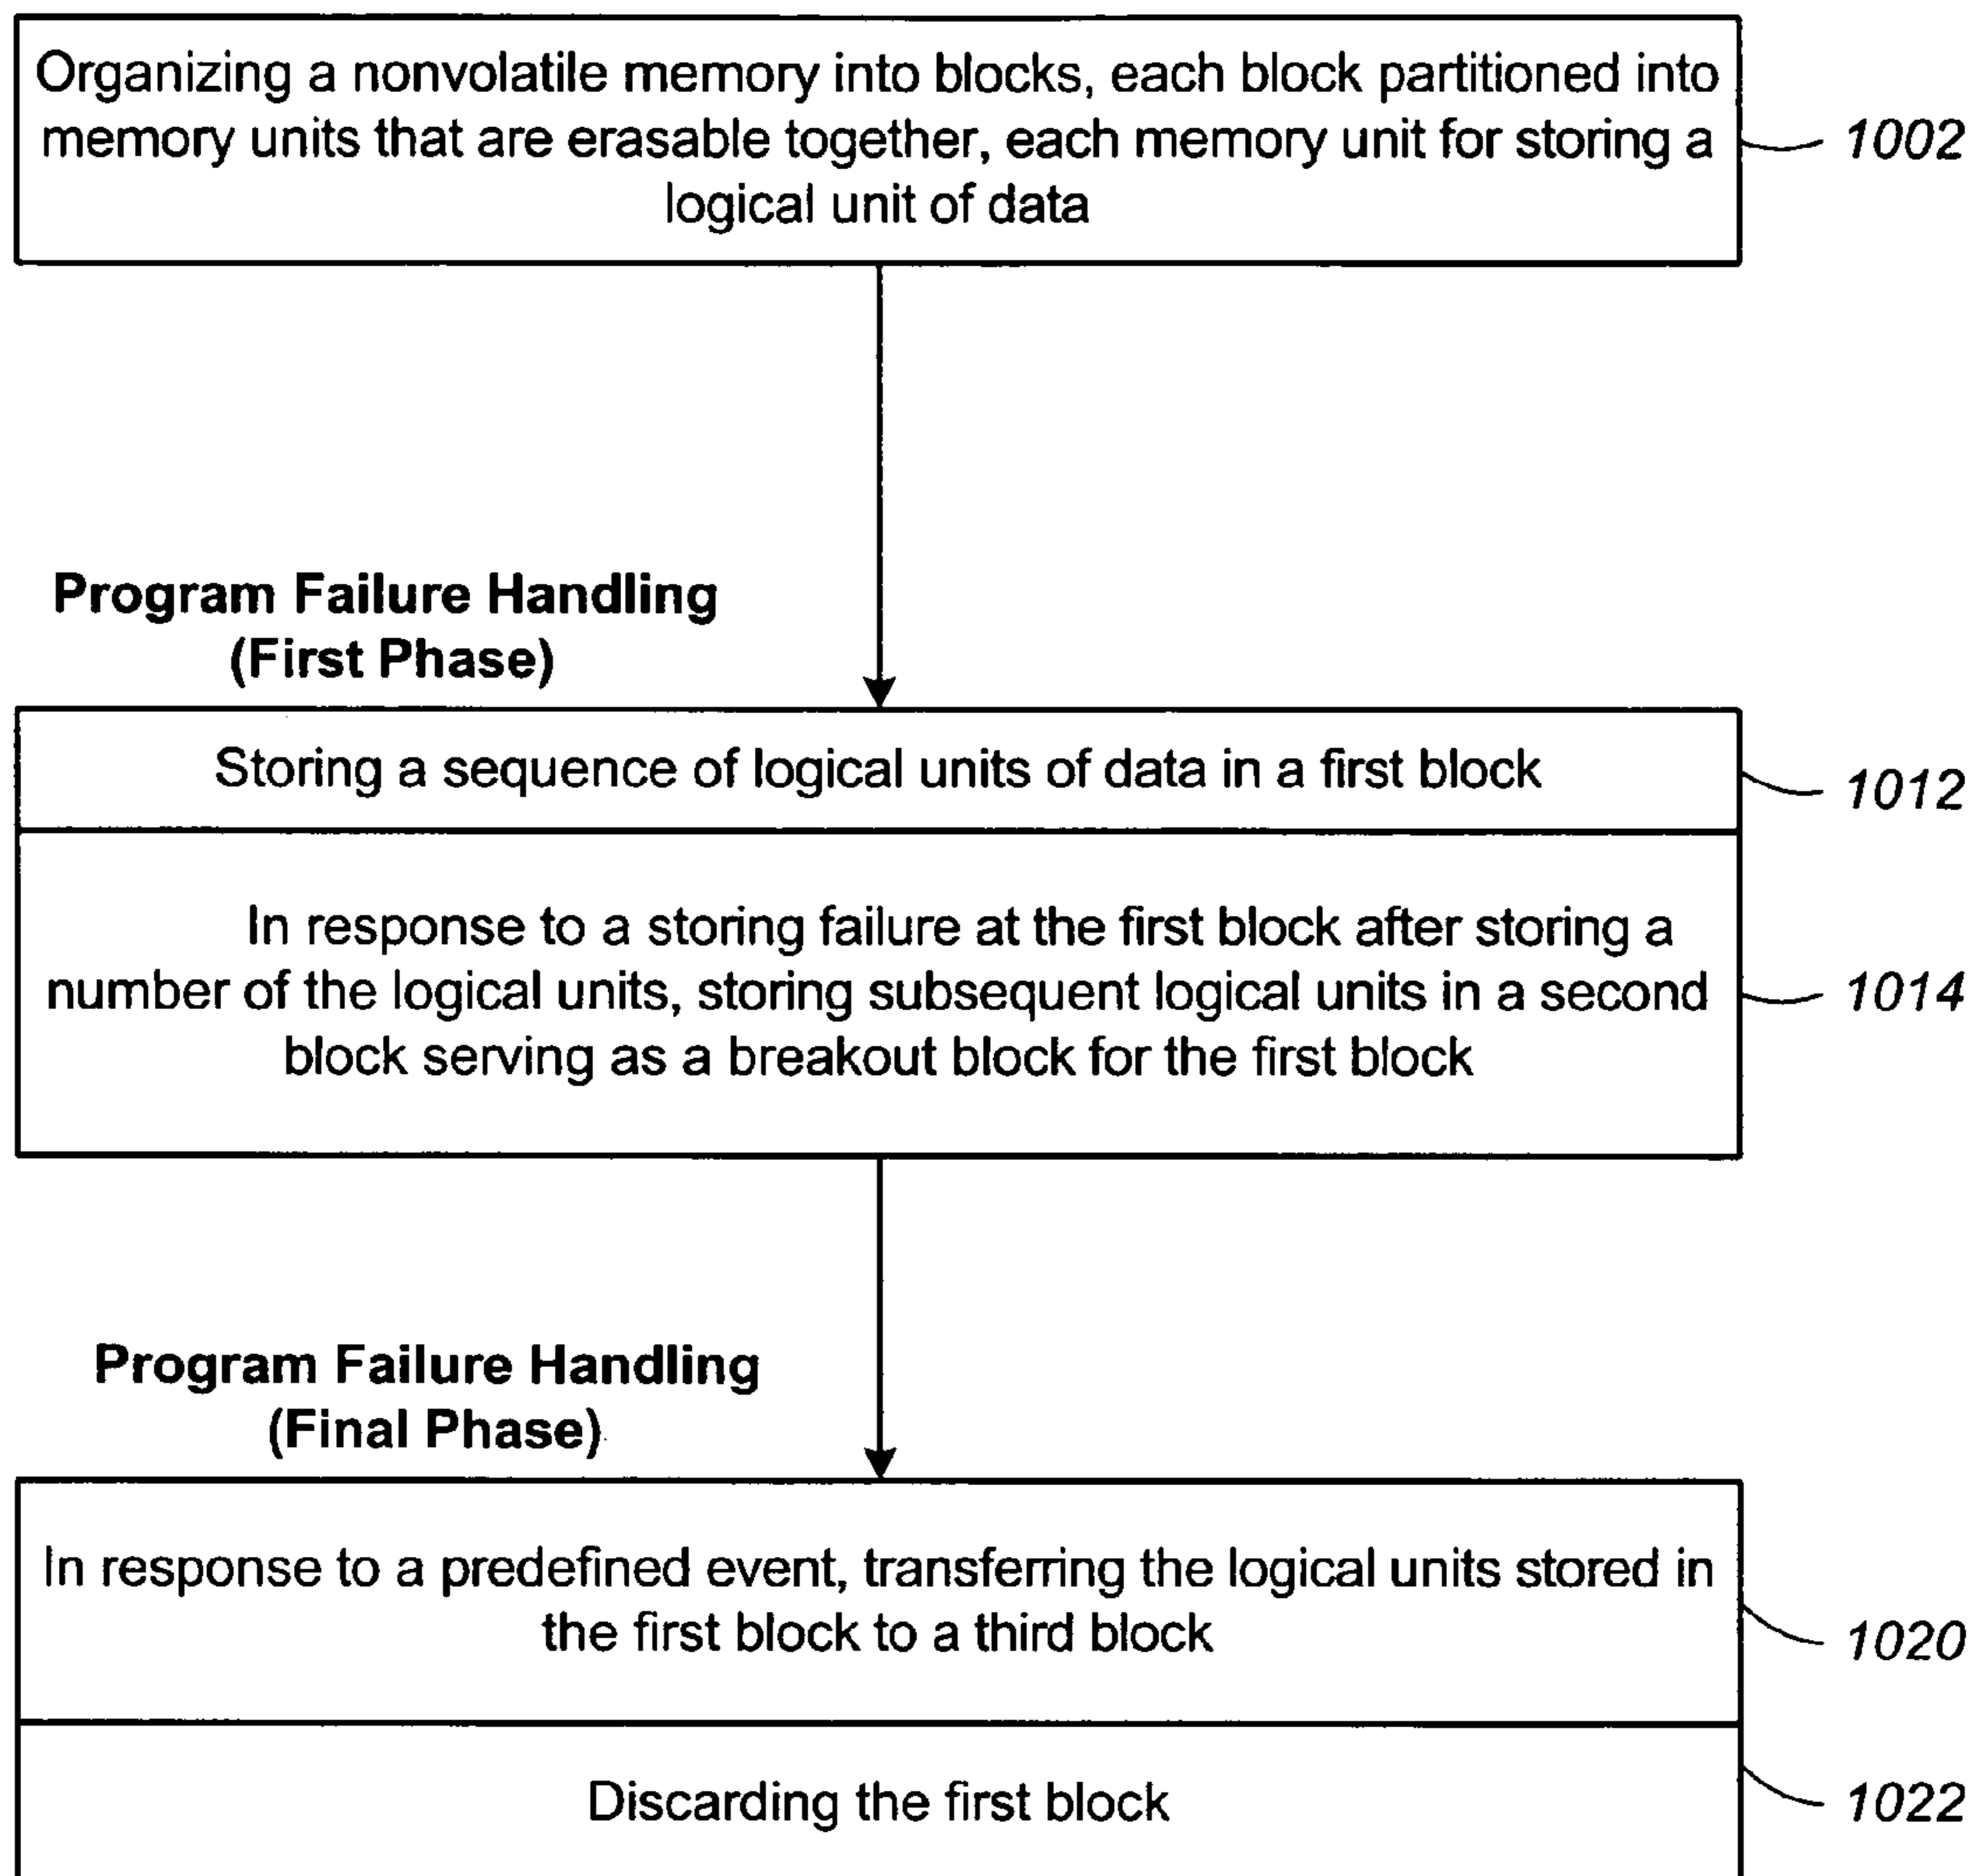 Organizing a nonvolatile memory into blocks, each block partitioned into
memory units that are erasable together, each memory unit for storing a
logical unit of data
1002
Program Failure Handling
(First Phase)
Storing a sequence of logical units of data in a first block
1012
In response to a storing failure at the first block after storing a
number of the logical units, storing subsequent logical units in a second
block serving as a breakout block for the first block
1014
Program Failure Handling
(Final Phase)
In response to a predefined event, transferring the logical units stored in
the first block to a third block
1020
Discarding the first block
1022